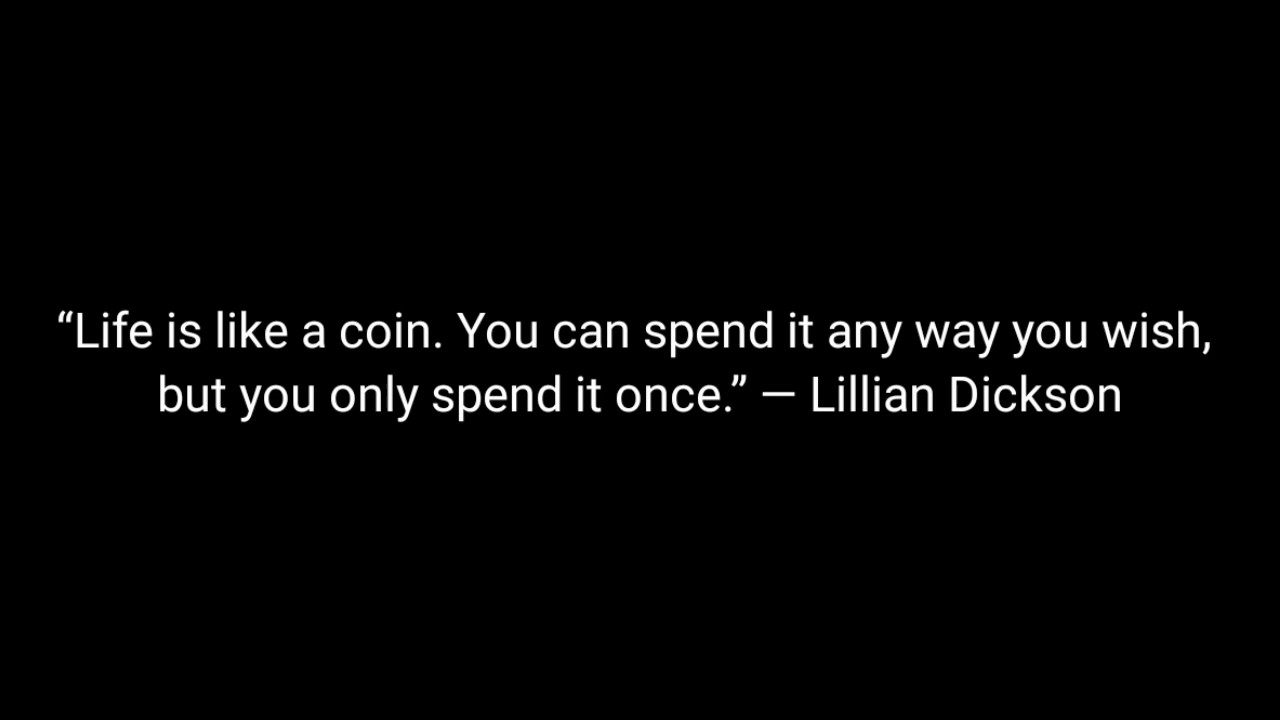 “Life is like a coin. You can spend it any way you wish,
but you only spend it once.” — Lillian Dickson